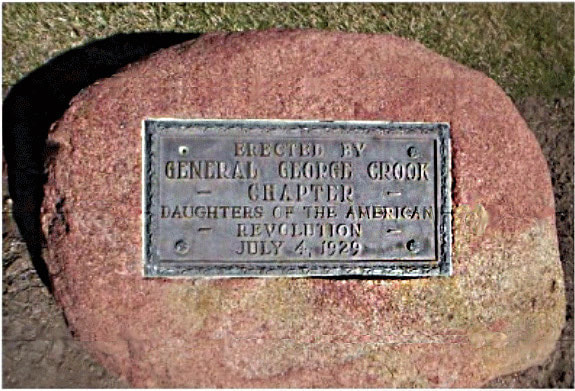 ERECTED BY
GENERAL GEORGE CROOK
- CHAPTER -
DAUGHTERS OF THE AMERICAN
- REVOLUTION -
JULY 4, 1929